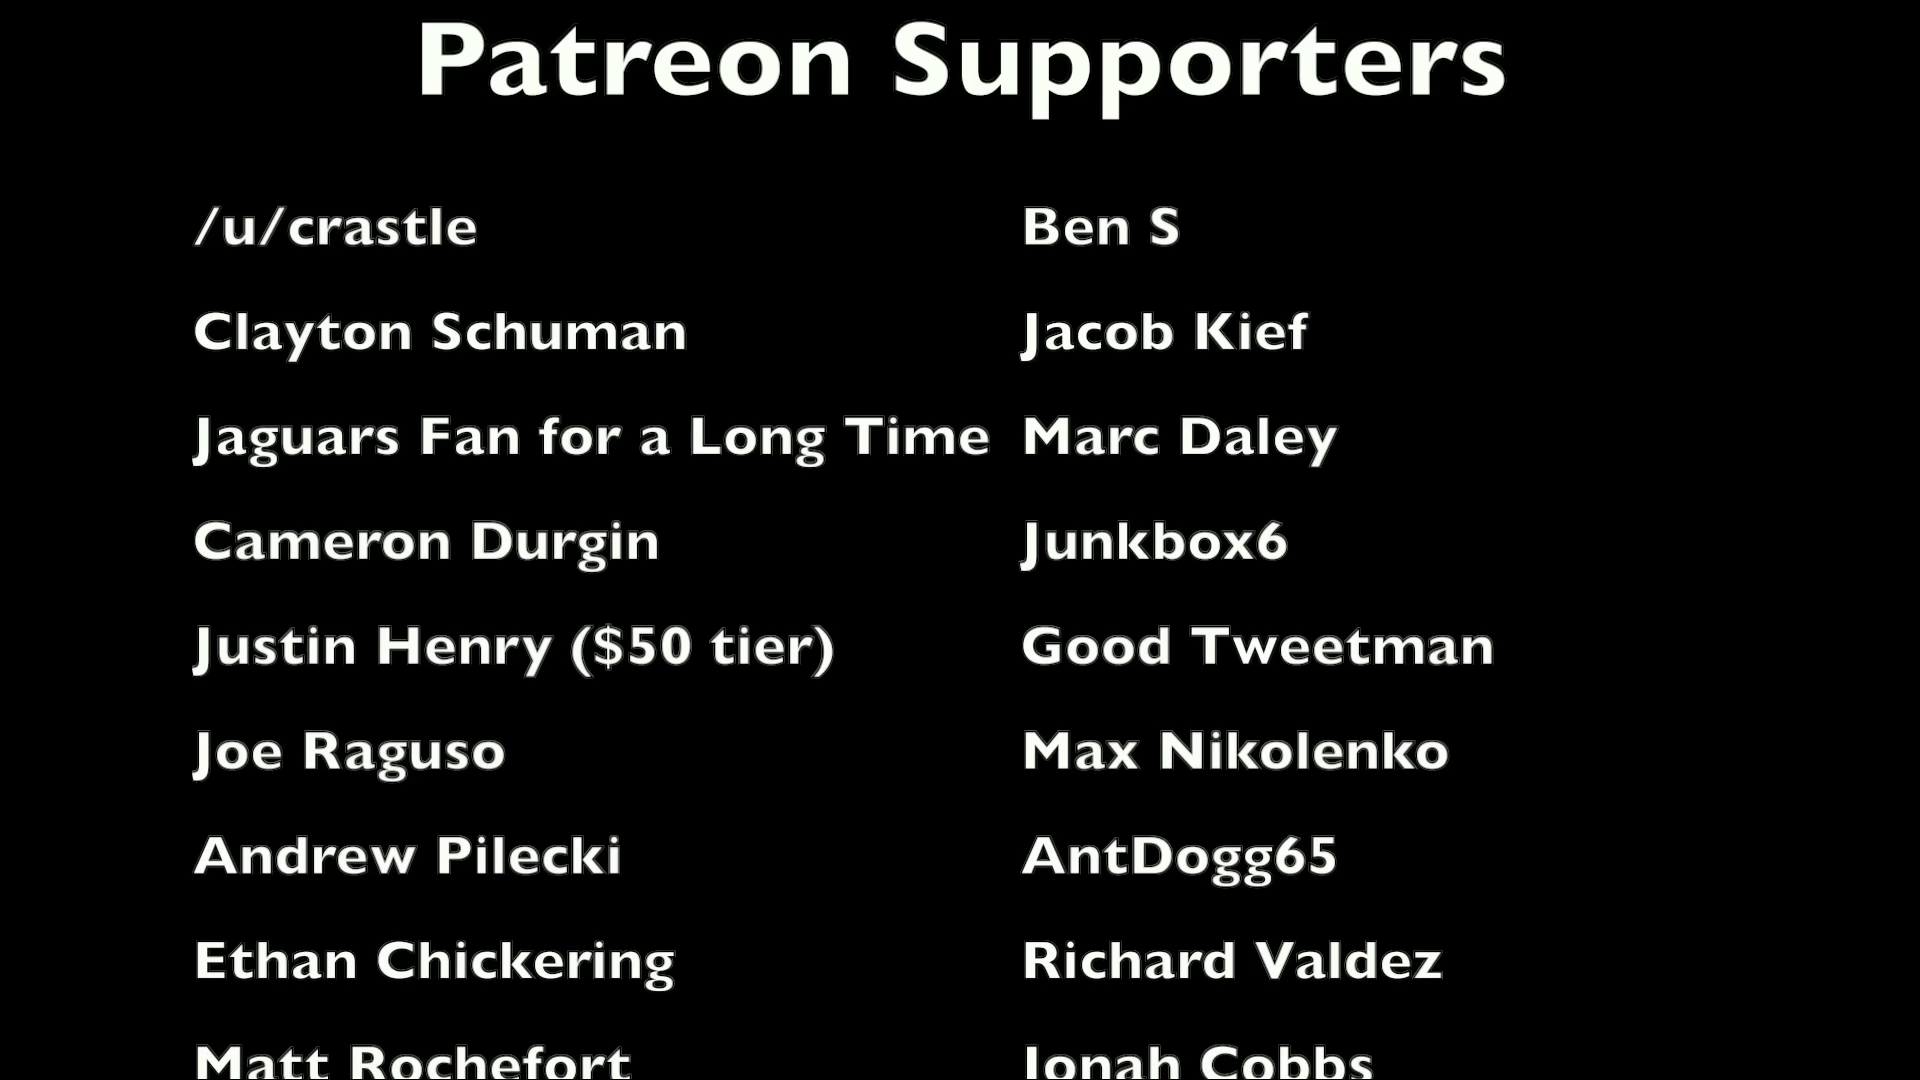 Patreon Supporters
/u/crastle
Ben S
Clayton Schuman
Jacob Kief
Jaguars Fan for a Long Time
Marc Daley
Cameron Durgin
Junkbox6
Justin Henry ($50 tier)
Good Tweetman
Joe Raguso
Max Nikolenko
Andrew Pilecki
AntDogg65
Ethan Chickering
Richard Valdez
Matt Rochefort
Jonah Cobbs